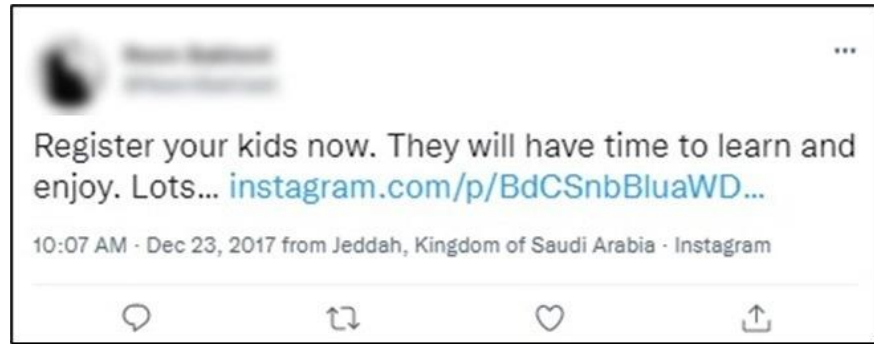 Register your kids now. They will have time to learn and
enjoy. Lots... instagram.com/p/BdCSnbBluaWD...
10:07 AM · Dec 23, 2017 from Jeddah, Kingdom of Saudi Arabia · Instagram